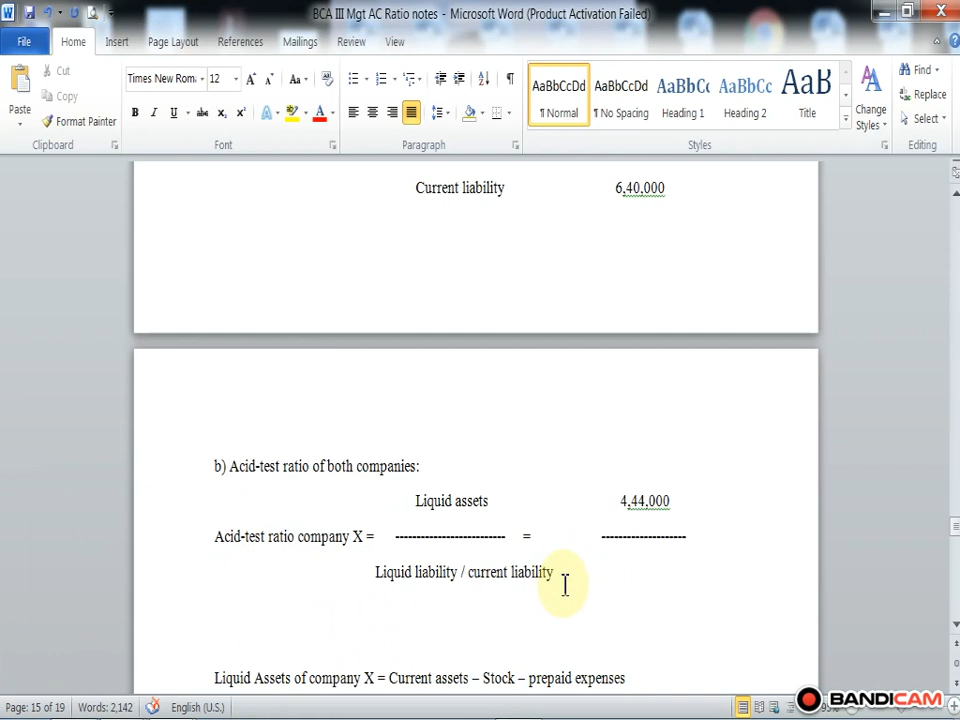 BCA III Mgt AC Ratio notes - Microsoft Word (Product Activation Failed)
File Home Insert Page Layout References Mailings Review View
Paste
Cut
Copy
Format Painter
Clipboard
Times New Rom 12
Font
Paragraph
AaBbCcDd AaBbCcDd AaBbCc AaBbCc AaB
¶ Normal ¶ No Spacing Heading 1 Heading 2 Title
Styles
Change Styles
Find
Replace
Select
Editing
Current liability 6,40,000
b) Acid-test ratio of both companies:
Liquid assets 4,44,000
Acid-test ratio company X = -------------------------- = --------------------
Liquid liability / current liability
Liquid Assets of company X = Current assets – Stock – prepaid expenses
Page: 15 of 19 Words: 2,142 English (U.S.)
BANDICAM